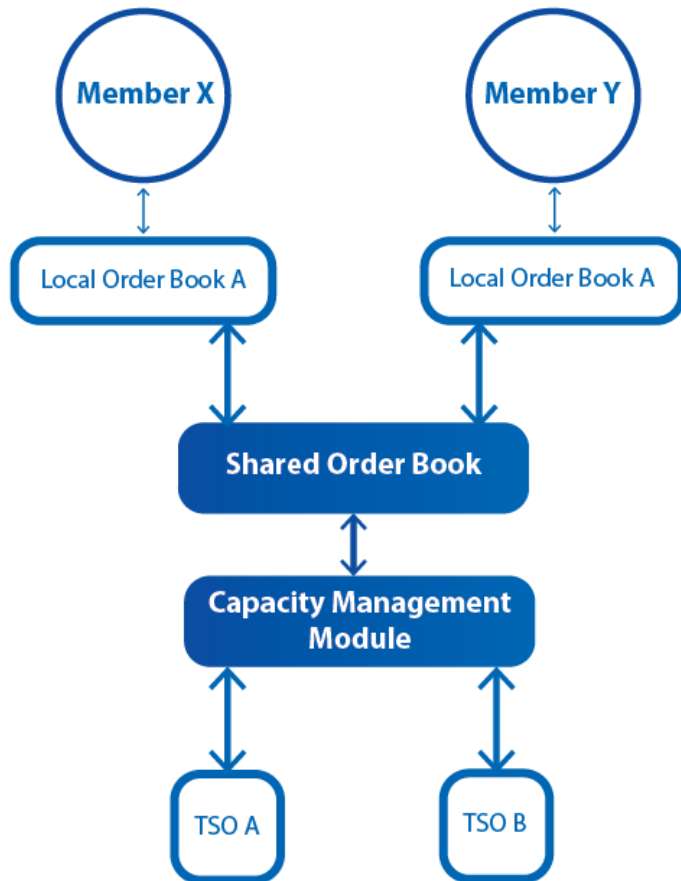 Member X
Member Y
Local Order Book A
Local Order Book A
Shared Order Book
Capacity Management
Module
TSO A
TSO B